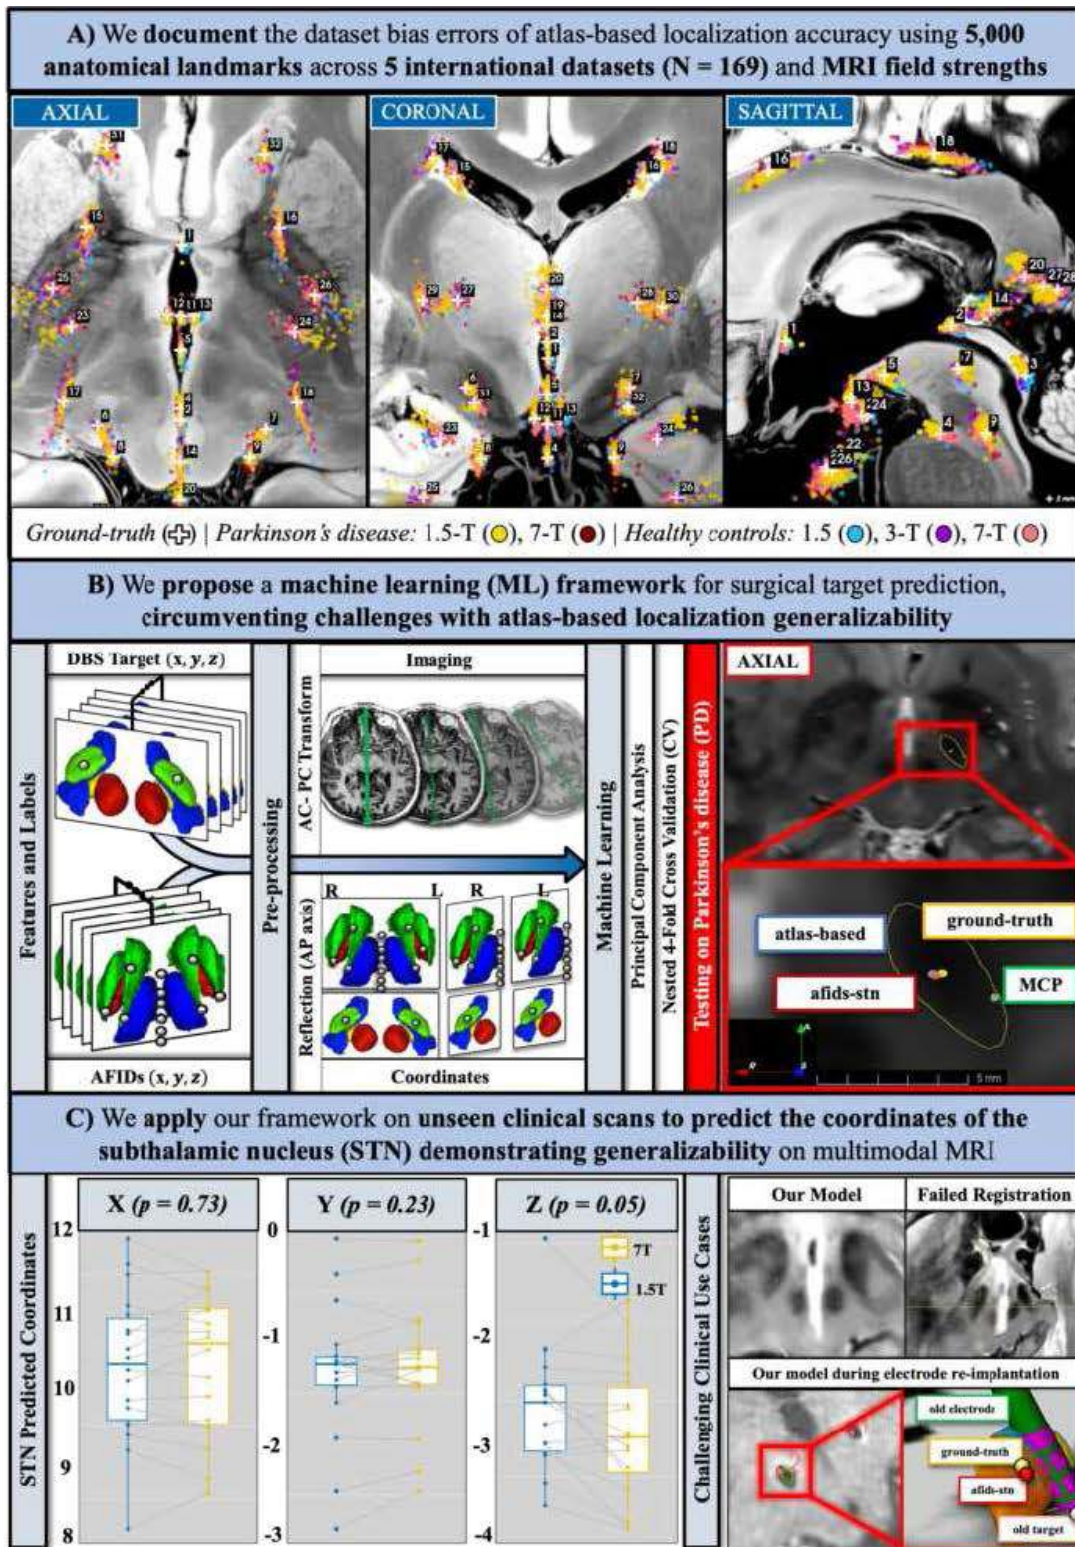 A) We document the dataset bias errors of atlas-based localization accuracy using 5,000
anatomical landmarks across 5 international datasets (N = 169) and MRI field strengths
AXIAL
CORONAL
SAGITTAL
Ground-truth (✚) | Parkinson's disease: 1.5-T (●), 7-T (●) | Healthy controls: 1.5 (●), 3-T (●), 7-T (●)
B) We propose a machine learning (ML) framework for surgical target prediction,
circumventing challenges with atlas-based localization generalizability
Features and Labels
DBS Target (x, y, z)
AFIDs (x, y, z)
Pre-processing
Imaging
AC- PC Transform
Reflection (AP axis)
R L R L
Coordinates
Machine Learning
Principal Component Analysis
Nested 4-Fold Cross Validation (CV)
Testing on Parkinson's disease (PD)
AXIAL
atlas-based
ground-truth
afids-stn
MCP
5 mm
C) We apply our framework on unseen clinical scans to predict the coordinates of the
subthalamic nucleus (STN) demonstrating generalizability on multimodal MRI
STN Predicted Coordinates
X (p = 0.73)
12
11
10
9
8
Y (p = 0.23)
0
-1
-2
-3
Z (p = 0.05)
-1
-2
-3
-4
7T
1.5T
Challenging Clinical Use Cases
Our Model
Failed Registration
Our model during electrode re-implantation
old electrode
ground-truth
afids-stn
old target